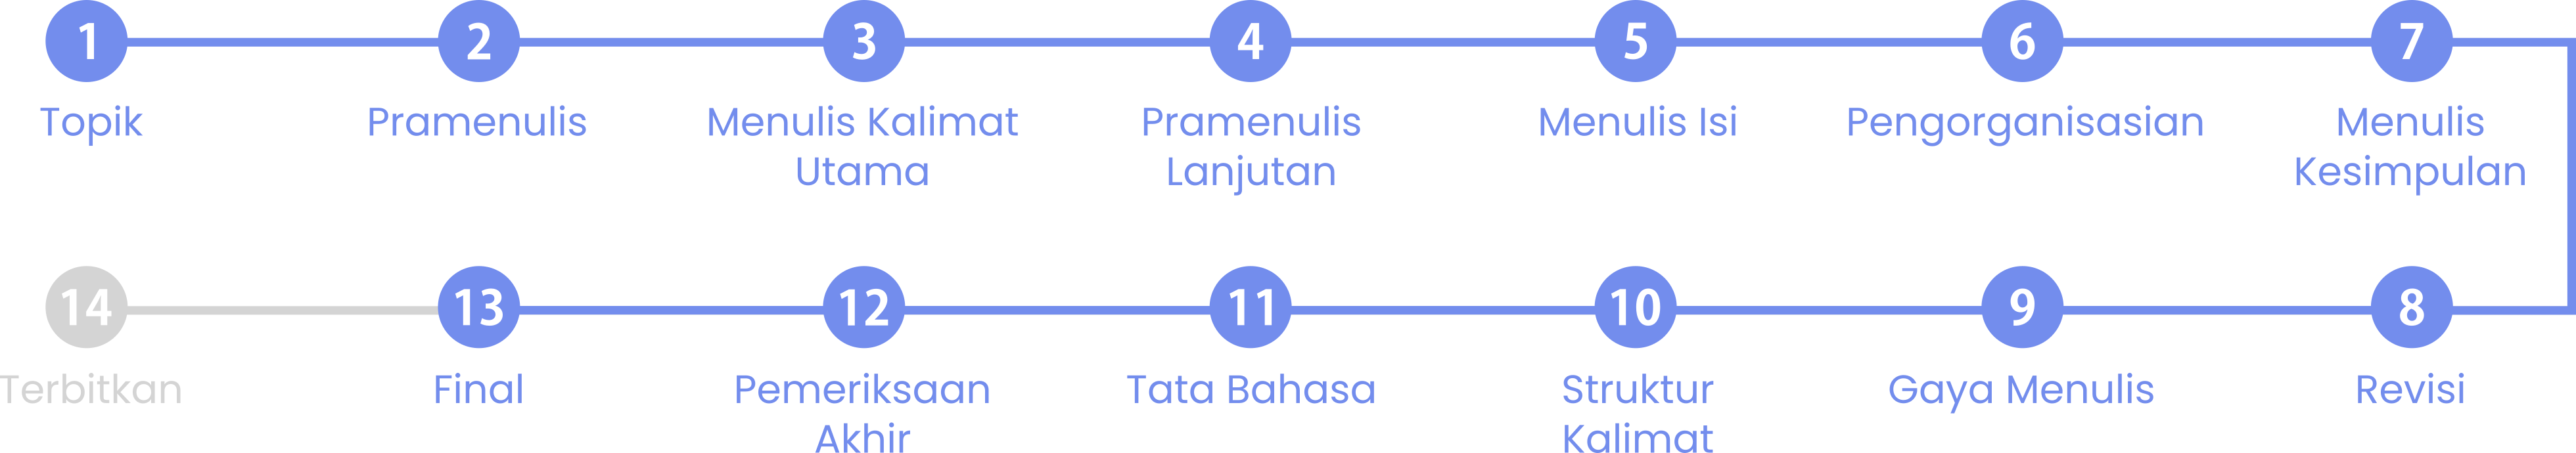 1
2
3
4
5
6
7
Topik
Pramenulis
Menulis Kalimat
Utama
Pramenulis
Lanjutan
Menulis Isi
Pengorganisasian
Menulis
Kesimpulan
14
13
12
11
10
9
8
Terbitkan
Final
Pemeriksaan
Akhir
Tata Bahasa
Struktur
Kalimat
Gaya Menulis
Revisi